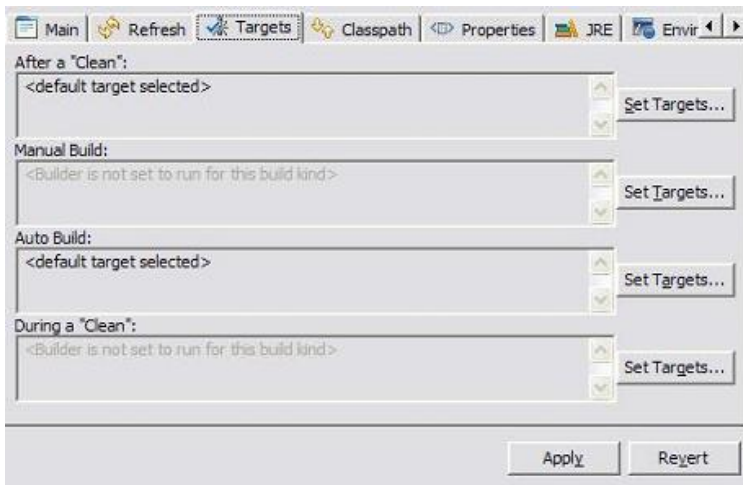 Main Refresh Targets Classpath Properties JRE Envir
After a "Clean":
<default target selected>
Set Targets...
Manual Build:
<Builder is not set to run for this build kind>
Set Targets...
Auto Build:
<default target selected>
Set Targets...
During a "Clean":
<Builder is not set to run for this build kind>
Set Targets...
Apply Revert